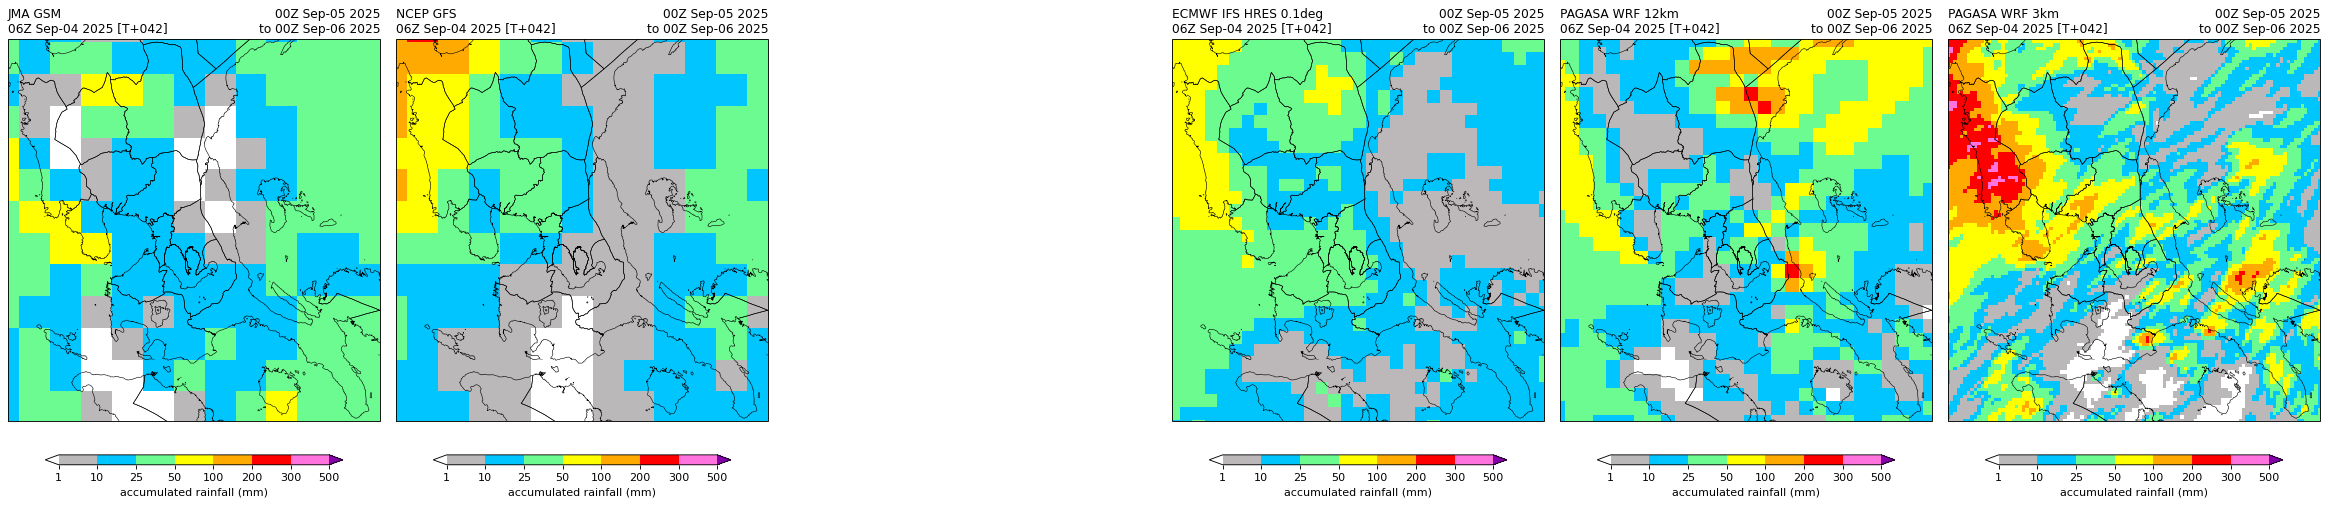 JMA GSM
00Z Sep-05 2025
06Z Sep-04 2025 [T+042]
to 00Z Sep-06 2025
NCEP GFS
00Z Sep-05 2025
06Z Sep-04 2025 [T+042]
to 00Z Sep-06 2025
ECMWF IFS HRES 0.1deg
00Z Sep-05 2025
06Z Sep-04 2025 [T+042]
to 00Z Sep-06 2025
PAGASA WRF 12km
00Z Sep-05 2025
06Z Sep-04 2025 [T+042]
to 00Z Sep-06 2025
PAGASA WRF 3km
00Z Sep-05 2025
06Z Sep-04 2025 [T+042]
to 00Z Sep-06 2025
1 10 25 50 100 200 300 500
accumulated rainfall (mm)
1 10 25 50 100 200 300 500
accumulated rainfall (mm)
1 10 25 50 100 200 300 500
accumulated rainfall (mm)
1 10 25 50 100 200 300 500
accumulated rainfall (mm)
1 10 25 50 100 200 300 500
accumulated rainfall (mm)